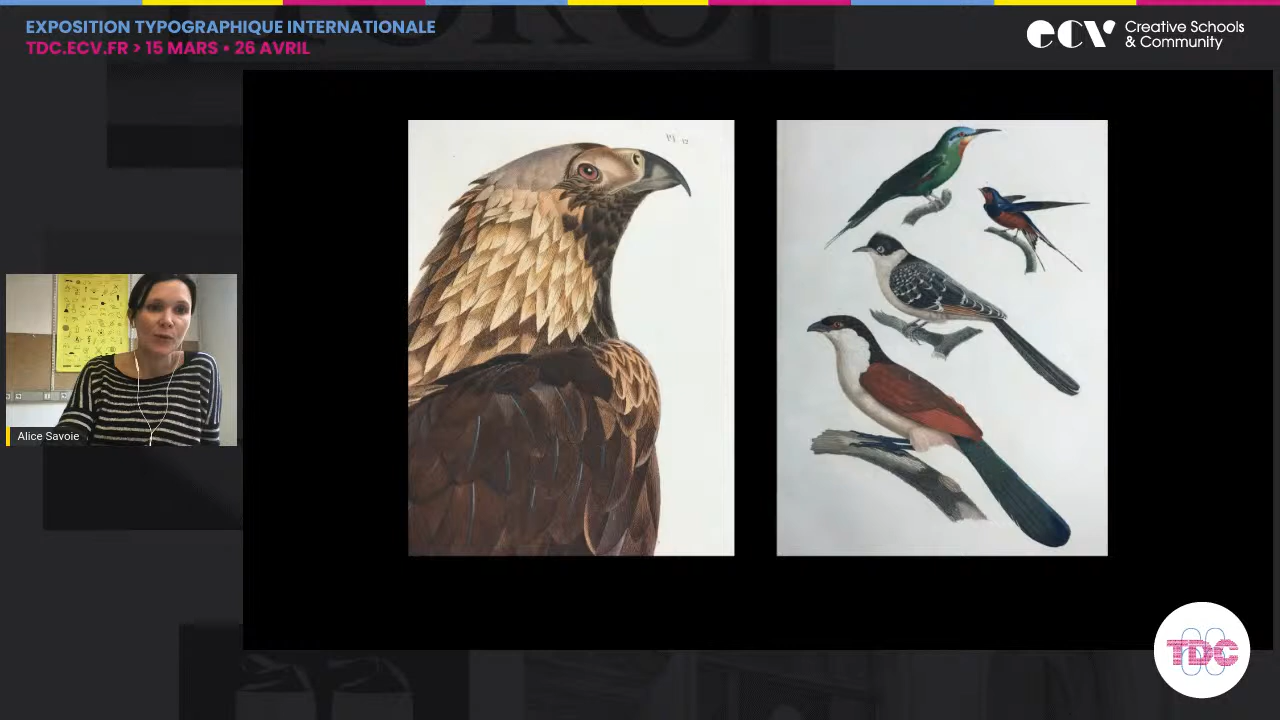 EXPOSITION TYPOGRAPHIQUE INTERNATIONALE
TDC.ECV.FR > 15 MARS • 26 AVRIL
ecv Creative Schools
& Community
Alice Savoie
TDC